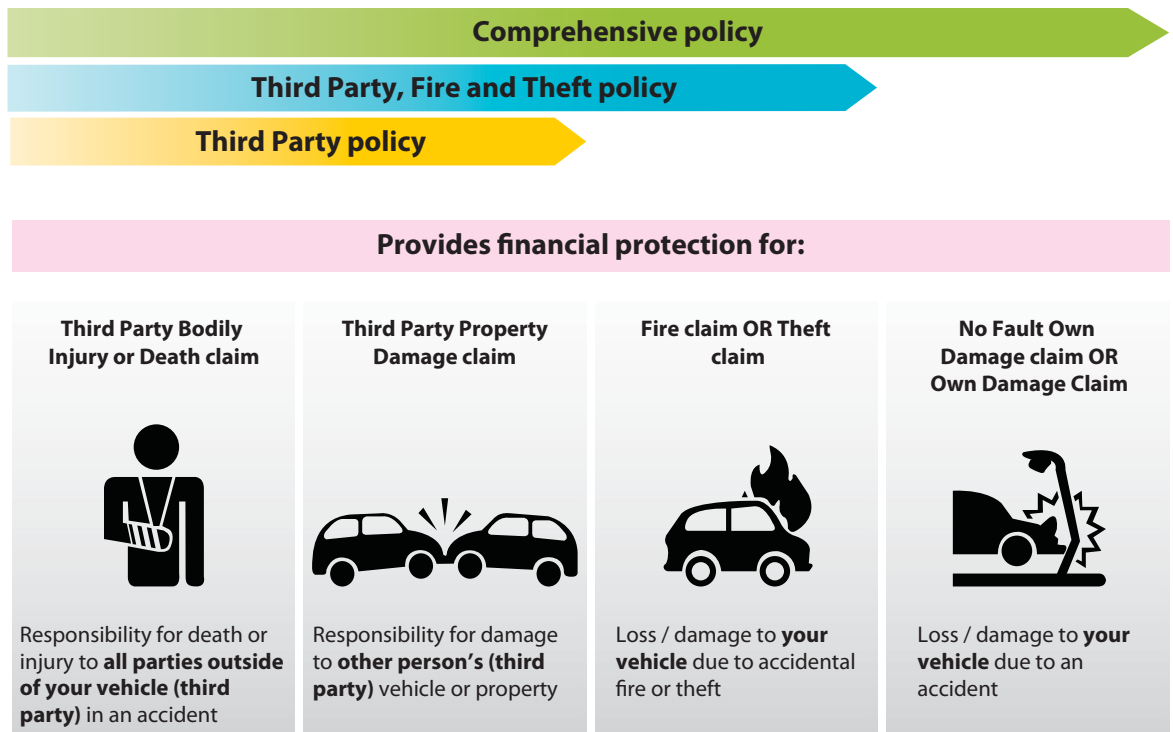 Comprehensive policy
Third Party, Fire and Theft policy
Third Party policy
Provides financial protection for:
Third Party Bodily
Injury or Death claim
Third Party Property
Damage claim
Fire claim OR Theft
claim
No Fault Own
Damage claim OR
Own Damage Claim
Responsibility for death or
injury to all parties outside
of your vehicle (third
party) in an accident
Responsibility for damage
to other person's (third
party) vehicle or property
Loss / damage to your
vehicle due to accidental
fire or theft
Loss / damage to your
vehicle due to an
accident